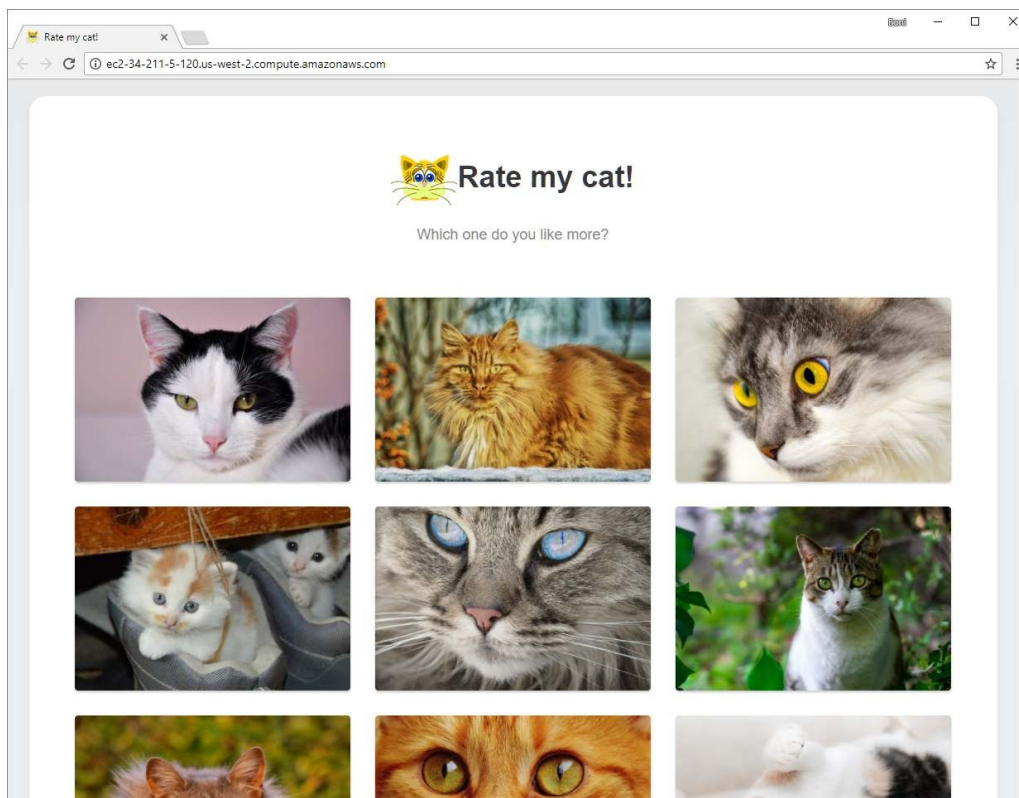 Rate my cat!
ec2-34-211-5-120.us-west-2.compute.amazonaws.com
Rate my cat!
Which one do you like more?